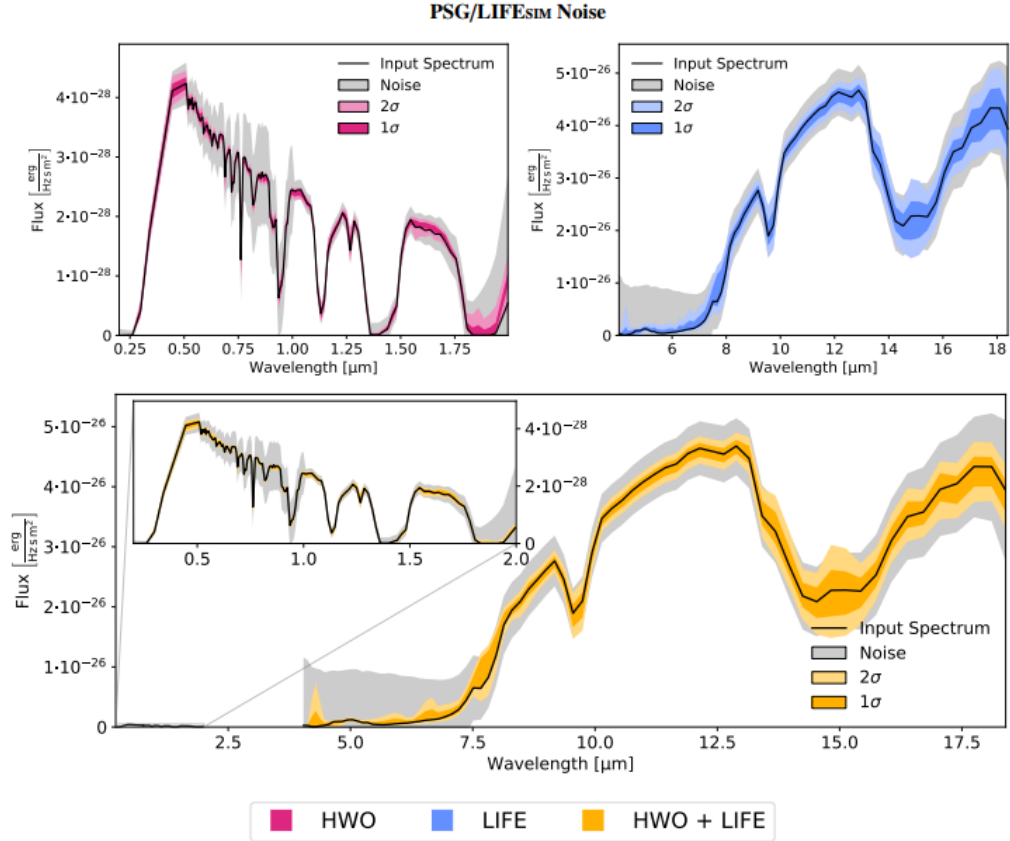 PSG/LIFESIM Noise
4·10⁻²⁸
3·10⁻²⁸
2·10⁻²⁸
1·10⁻²⁸
0
Flux [erg / Hz s m²]
Input Spectrum
Noise
2σ
1σ
0.25 0.50 0.75 1.00 1.25 1.50 1.75
Wavelength [μm]
5·10⁻²⁶
4·10⁻²⁶
3·10⁻²⁶
2·10⁻²⁶
1·10⁻²⁶
0
Flux [erg / Hz s m²]
Input Spectrum
Noise
2σ
1σ
6 8 10 12 14 16 18
Wavelength [μm]
5·10⁻²⁶
4·10⁻²⁶
3·10⁻²⁶
2·10⁻²⁶
1·10⁻²⁶
0
Flux [erg / Hz s m²]
4·10⁻²⁸
2·10⁻²⁸
0
0.5 1.0 1.5 2.0
Input Spectrum
Noise
2σ
1σ
2.5 5.0 7.5 10.0 12.5 15.0 17.5
Wavelength [μm]
HWO LIFE HWO + LIFE